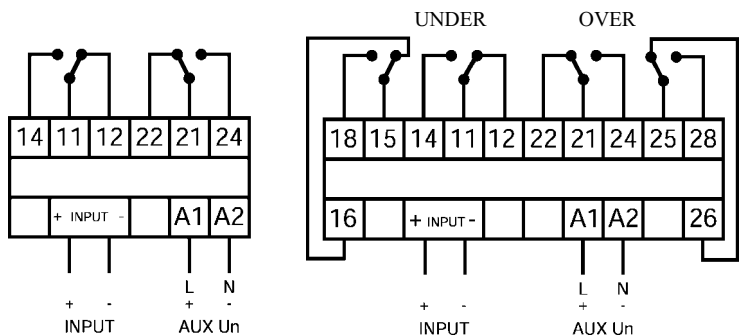 UNDER OVER
14 11 12 22 21 24
+ INPUT - A1 A2
L N
+ - + -
INPUT AUX Un
18 15 14 11 12 22 21 24 25 28
16 + INPUT - A1 A2 26
L N
+ - + -
INPUT AUX Un